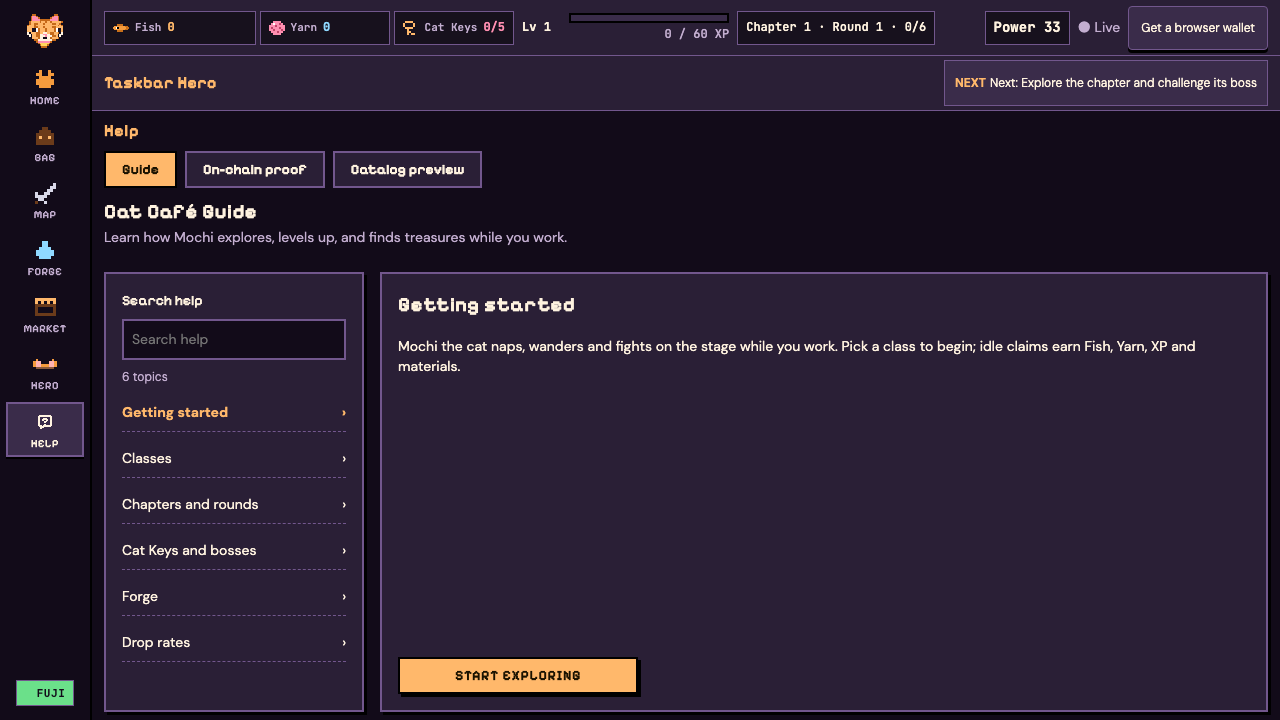 Fish 0
Yarn 0
Cat Keys 0/5
Lv 1
0 / 60 XP
Chapter 1 · Round 1 · 0/6
Power 33
Live
Get a browser wallet
Taskbar Hero
NEXT Next: Explore the chapter and challenge its boss
HOME
BAG
MAP
FORGE
MARKET
HERO
HELP
FUJI
Help
Guide
On-chain proof
Catalog preview
Cat Café Guide
Learn how Mochi explores, levels up, and finds treasures while you work.
Search help
Search help
6 topics
Getting started ›
Classes ›
Chapters and rounds ›
Cat Keys and bosses ›
Forge ›
Drop rates ›
Getting started
Mochi the cat naps, wanders and fights on the stage while you work. Pick a class to begin; idle claims earn Fish, Yarn, XP and
materials.
START EXPLORING